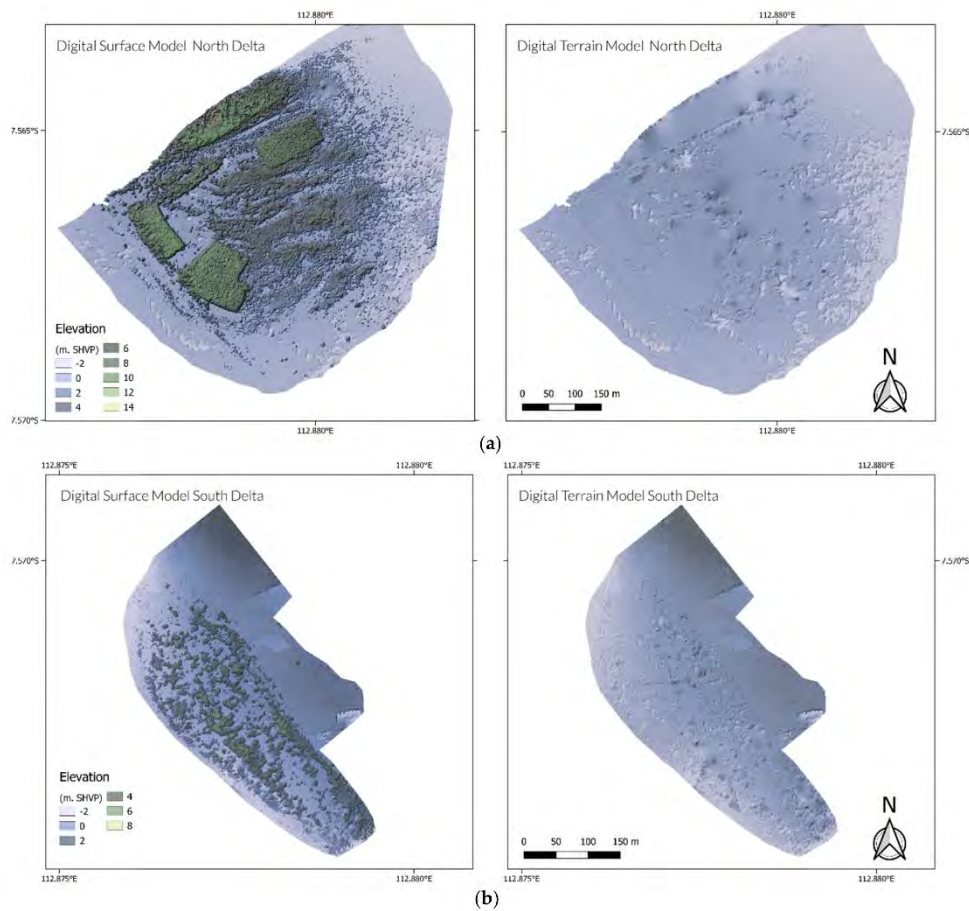 112.880°E
112.880°E
Digital Surface Model North Delta
Digital Terrain Model North Delta
7.565°S
7.565°S
Elevation
(m. SHVP)
-2
0
2
4
6
8
10
12
14
N
0 50 100 150 m
7.570°S
7.570°S
112.880°E
112.880°E
(a)
112.875°E
112.880°E
112.875°E
112.880°E
Digital Surface Model South Delta
Digital Terrain Model South Delta
7.570°S
7.570°S
Elevation
(m. SHVP)
-2
0
2
4
6
8
N
0 50 100 150 m
112.875°E
112.880°E
112.875°E
112.880°E
(b)